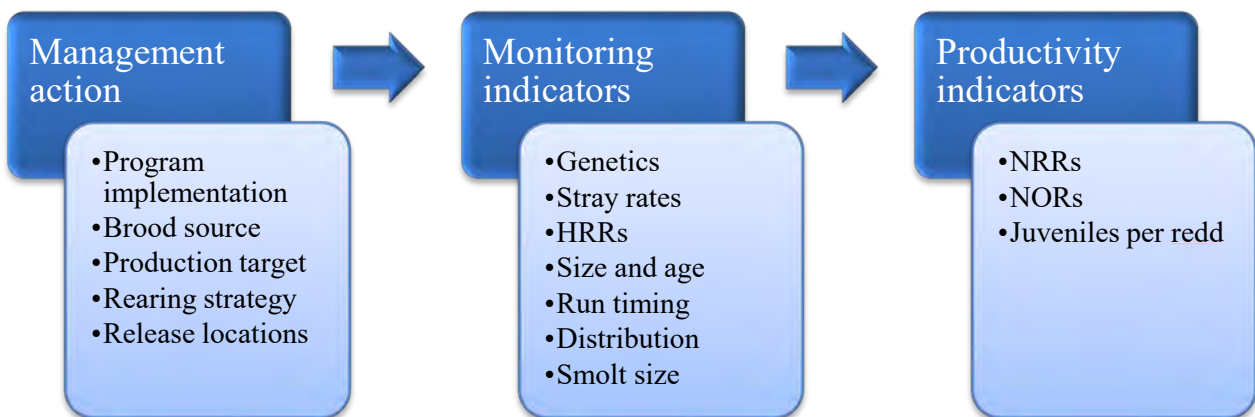 Management
action
•Program
implementation
•Brood source
•Production target
•Rearing strategy
•Release locations
Monitoring
indicators
•Genetics
•Stray rates
•HRRs
•Size and age
•Run timing
•Distribution
•Smolt size
Productivity
indicators
•NRRs
•NORs
•Juveniles per redd